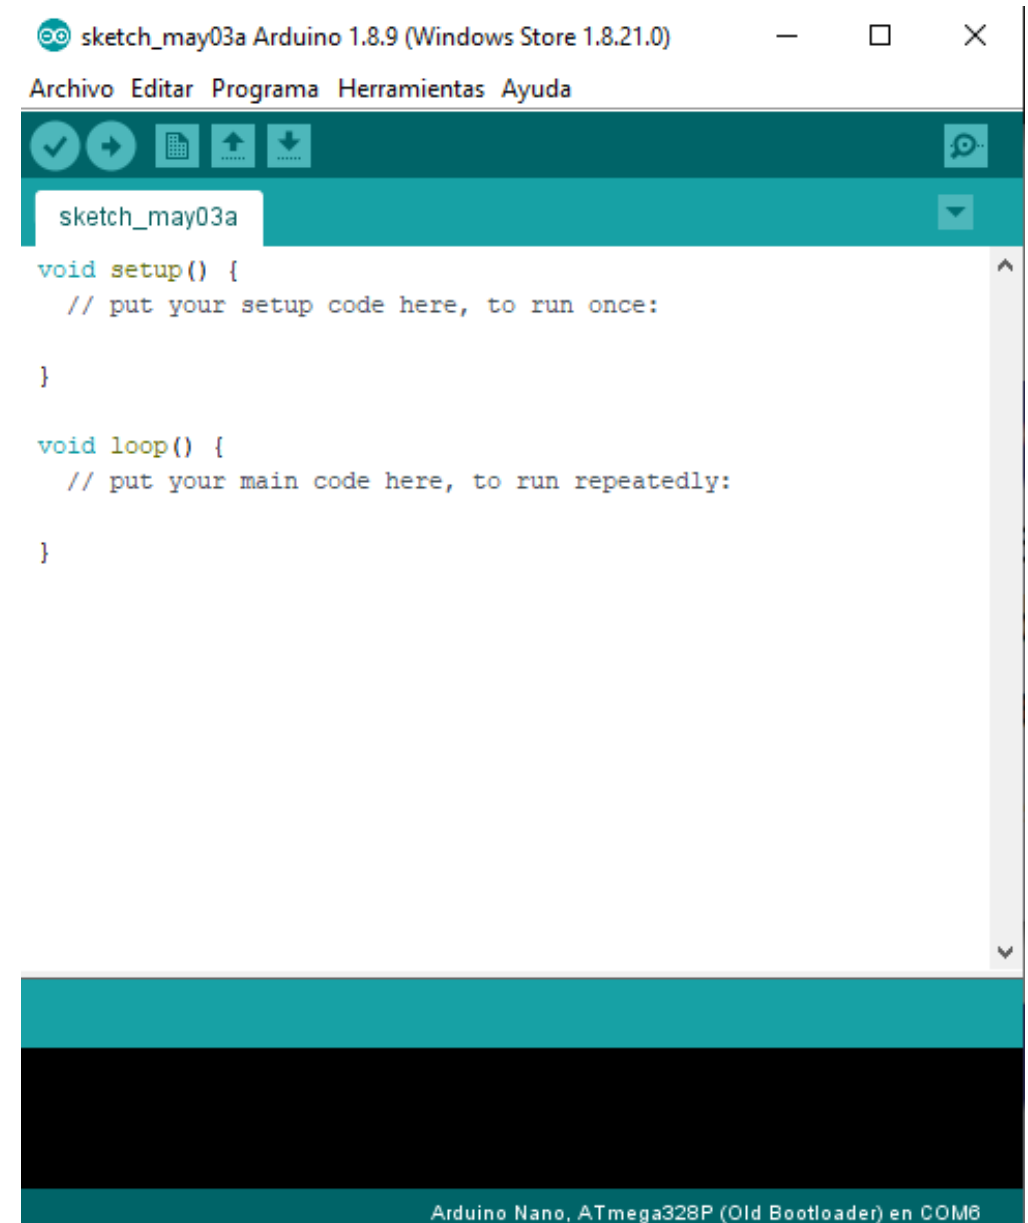 sketch_may03a Arduino 1.8.9 (Windows Store 1.8.21.0)
Archivo Editar Programa Herramientas Ayuda
sketch_may03a
void setup() {
  // put your setup code here, to run once:
}
void loop() {
  // put your main code here, to run repeatedly:
}
Arduino Nano, ATmega328P (Old Bootloader) en COM6